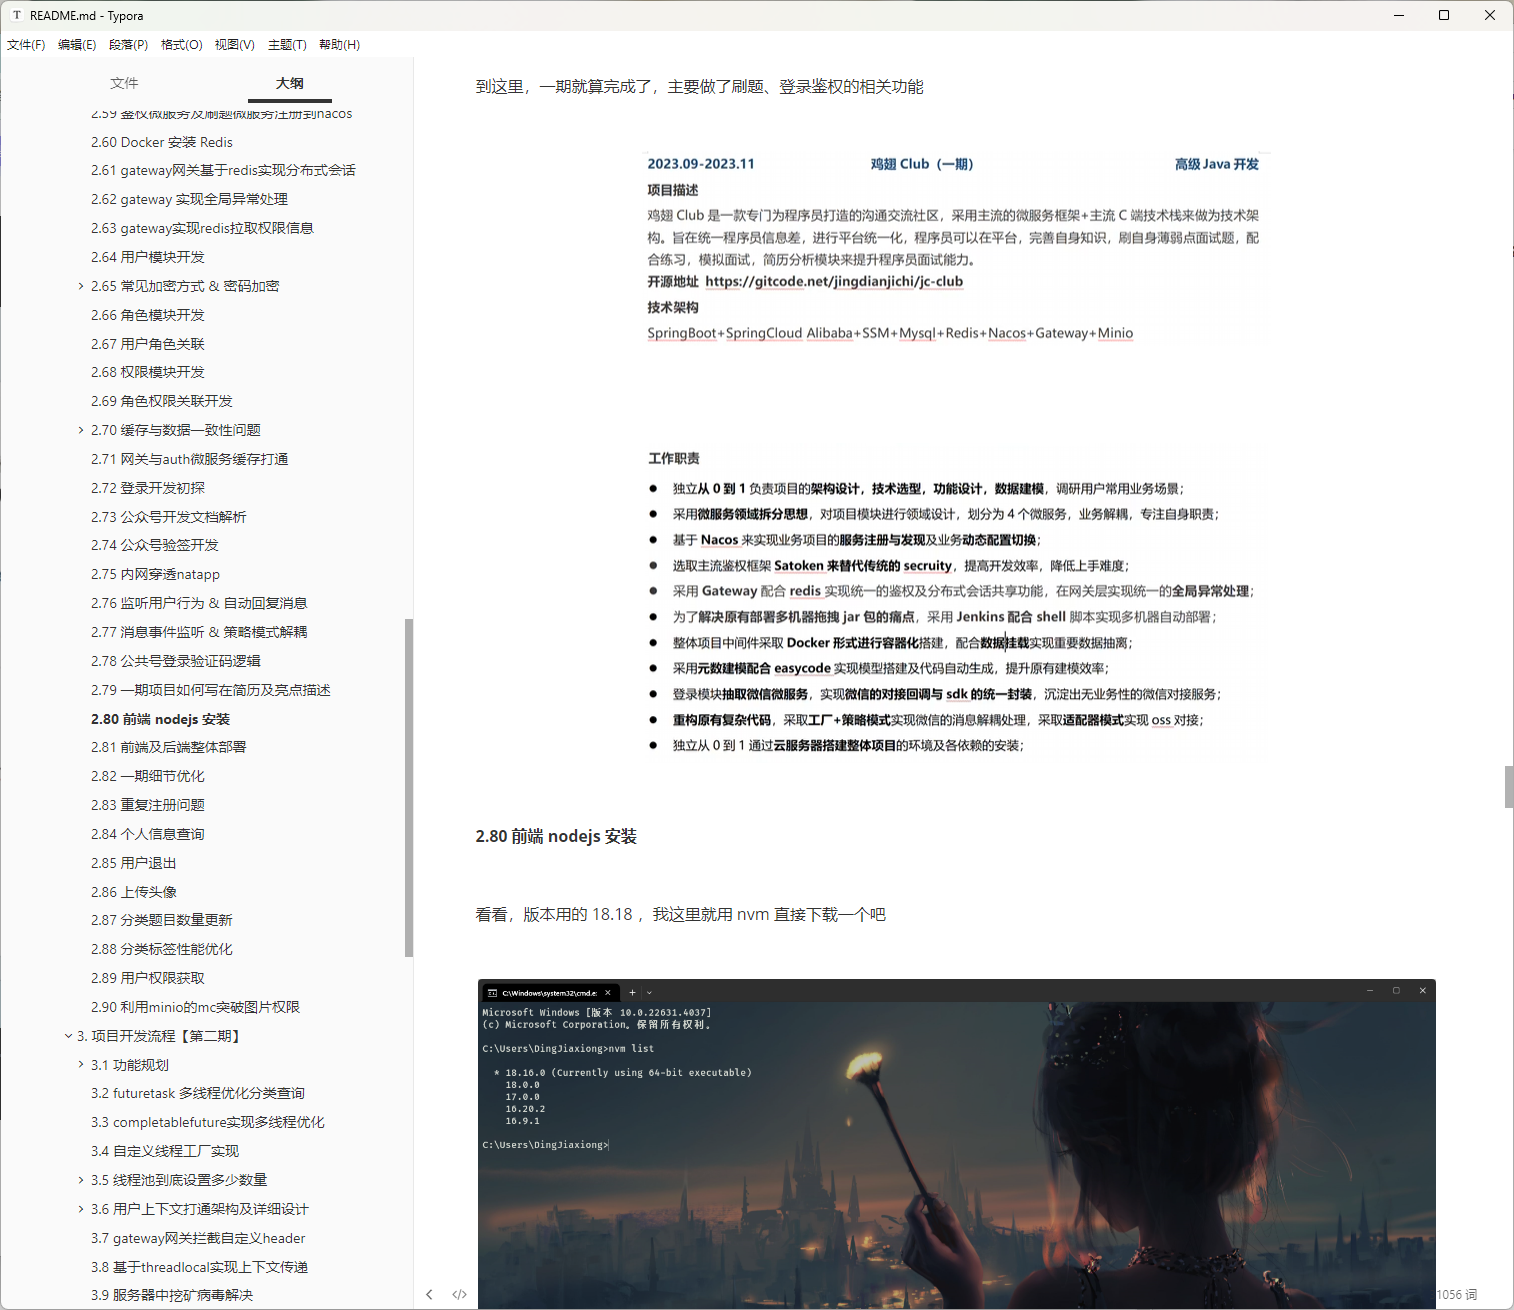 README.md - Typora
文件(F) 编辑(E) 段落(P) 格式(O) 视图(V) 主题(T) 帮助(H)
文件 大纲
2.59 鉴权微服务及刷题微服务注册到nacos
2.60 Docker 安装 Redis
2.61 gateway网关基于redis实现分布式会话
2.62 gateway 实现全局异常处理
2.63 gateway实现redis拉取权限信息
2.64 用户模块开发
2.65 常见加密方式 & 密码加密
2.66 角色模块开发
2.67 用户角色关联
2.68 权限模块开发
2.69 角色权限关联开发
2.70 缓存与数据一致性问题
2.71 网关与auth微服务缓存打通
2.72 登录开发初探
2.73 公众号开发文档解析
2.74 公众号验签开发
2.75 内网穿透natapp
2.76 监听用户行为 & 自动回复消息
2.77 消息事件监听 & 策略模式解耦
2.78 公共号登录验证码逻辑
2.79 一期项目如何写在简历及亮点描述
2.80 前端 nodejs 安装
2.81 前端及后端整体部署
2.82 一期细节优化
2.83 重复注册问题
2.84 个人信息查询
2.85 用户退出
2.86 上传头像
2.87 分类题目数量更新
2.88 分类标签性能优化
2.89 用户权限获取
2.90 利用minio的mc突破图片权限
3. 项目开发流程【第二期】
3.1 功能规划
3.2 futuretask 多线程优化分类查询
3.3 completablefuture实现多线程优化
3.4 自定义线程工厂实现
3.5 线程池到底设置多少数量
3.6 用户上下文打通架构及详细设计
3.7 gateway网关拦截自定义header
3.8 基于threadlocal实现上下文传递
3.9 服务器中挖矿病毒解决
到这里，一期就算完成了，主要做了刷题、登录鉴权的相关功能
2023.09-2023.11 鸡翅 Club（一期） 高级 Java 开发
项目描述
鸡翅 Club 是一款专门为程序员打造的沟通交流社区，采用主流的微服务框架+主流 C 端技术栈来做为技术架
构。旨在统一程序员信息差，进行平台统一化，程序员可以在平台，完善自身知识，刷自身薄弱点面试题，配
合练习，模拟面试，简历分析模块来提升程序员面试能力。
开源地址 https://gitcode.net/jingdianjichi/jc-club
技术架构
SpringBoot+SpringCloud Alibaba+SSM+Mysql+Redis+Nacos+Gateway+Minio
工作职责
● 独立从 0 到 1 负责项目的架构设计，技术选型，功能设计，数据建模，调研用户常用业务场景；
● 采用微服务领域拆分思想，对项目模块进行领域设计，划分为 4 个微服务，业务解耦，专注自身职责；
● 基于 Nacos 来实现业务项目的服务注册与发现及业务动态配置切换；
● 选取主流鉴权框架 Satoken 来替代传统的 secruity，提高开发效率，降低上手难度；
● 采用 Gateway 配合 redis 实现统一的鉴权及分布式会话共享功能，在网关层实现统一的全局异常处理；
● 为了解决原有部署多机器拖拽 jar 包的痛点，采用 Jenkins 配合 shell 脚本实现多机器自动部署；
● 整体项目中间件采取 Docker 形式进行容器化搭建，配合数据挂载实现重要数据抽离；
● 采用元数建模配合 easycode 实现模型搭建及代码自动生成，提升原有建模效率；
● 登录模块抽取微信微服务，实现微信的对接回调与 sdk 的统一封装，沉淀出无业务性的微信对接服务；
● 重构原有复杂代码，采取工厂+策略模式实现微信的消息解耦处理，采取适配器模式实现 oss 对接；
● 独立从 0 到 1 通过云服务器搭建整体项目的环境及各依赖的安装；
2.80 前端 nodejs 安装
看看，版本用的 18.18 ，我这里就用 nvm 直接下载一个吧
C:\Windows\system32\cmd.e:
Microsoft Windows [版本 10.0.22631.4037]
(c) Microsoft Corporation。保留所有权利。
C:\Users\DingJiaxiong>nvm list
* 18.16.0 (Currently using 64-bit executable)
18.0.0
17.0.0
16.20.2
16.9.1
C:\Users\DingJiaxiong>
1056 词